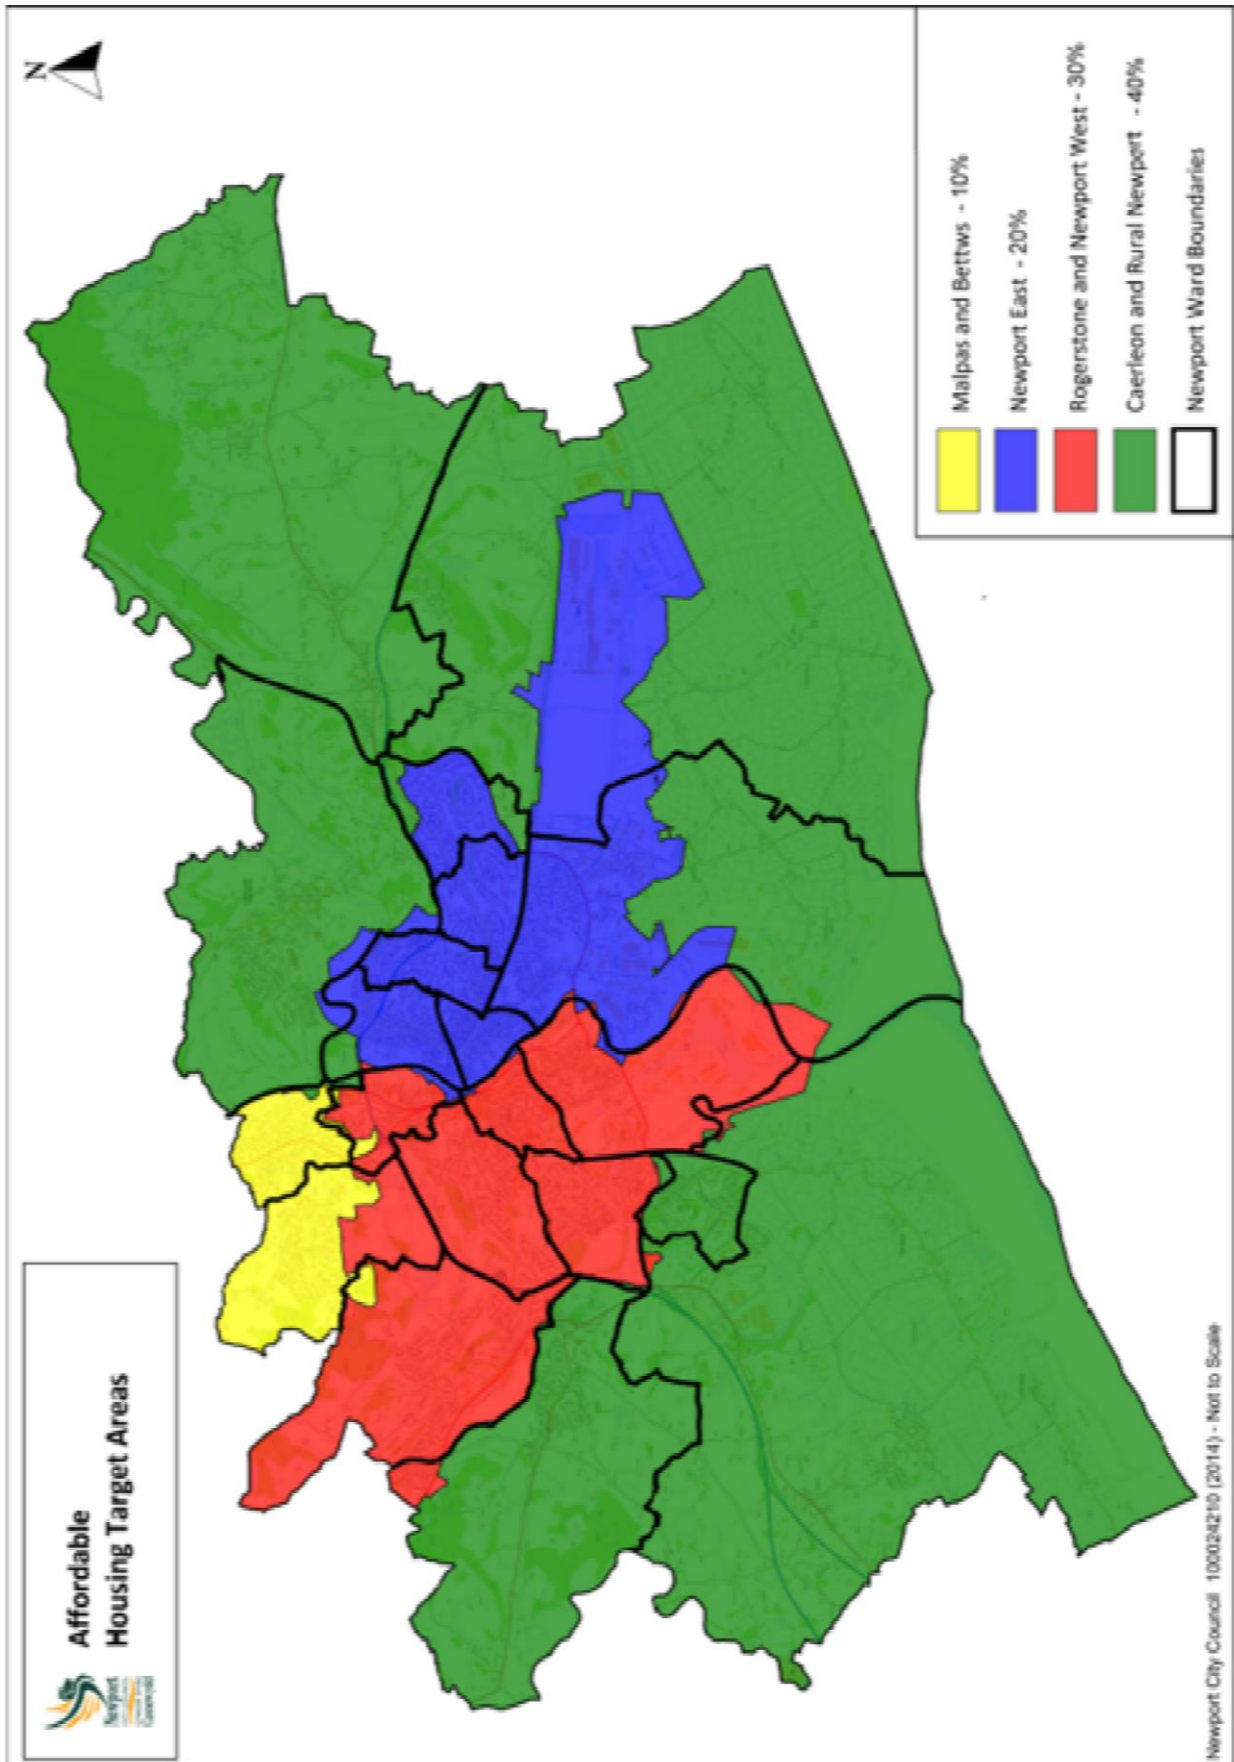 Affordable
Housing Target Areas
Newport
N
Malpas and Bettws - 10%
Newport East - 20%
Rogerstone and Newport West - 30%
Caerleon and Rural Newport - 40%
Newport Ward Boundaries
Newport City Council 100024210 (2014) - Not to Scale